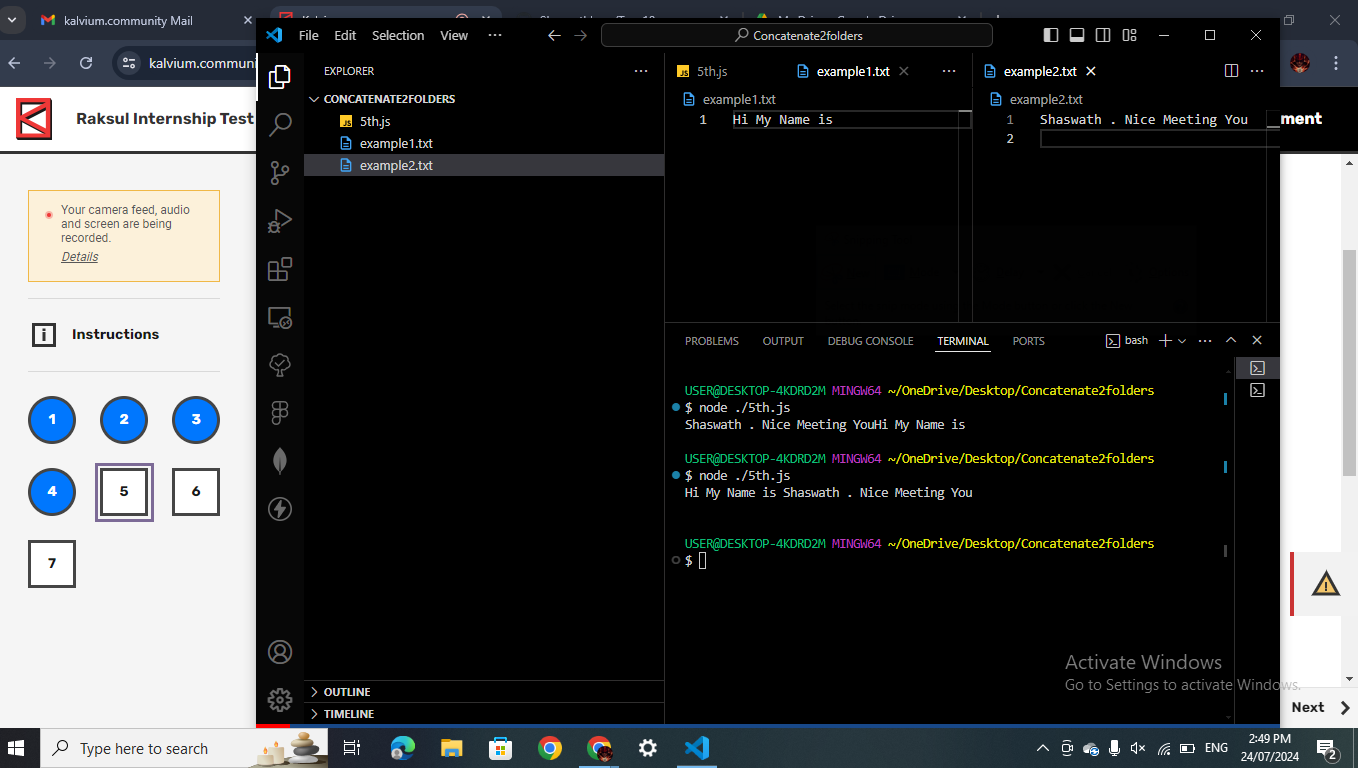 kalvium.community Mail
kalvium.communi
Raksul Internship Test
ment
Your camera feed, audio
and screen are being
recorded.
Details
Instructions
1 2 3
4 5 6
7
Next
File Edit Selection View
Concatenate2folders
EXPLORER
CONCATENATE2FOLDERS
JS 5th.js
example1.txt
example2.txt
OUTLINE
TIMELINE
JS 5th.js example1.txt
example1.txt
1 Hi My Name is
example2.txt
example2.txt
1 Shaswath . Nice Meeting You
2
PROBLEMS OUTPUT DEBUG CONSOLE TERMINAL PORTS bash
USER@DESKTOP-4KDRD2M MINGW64 ~/OneDrive/Desktop/Concatenate2folders
$ node ./5th.js
Shaswath . Nice Meeting YouHi My Name is
USER@DESKTOP-4KDRD2M MINGW64 ~/OneDrive/Desktop/Concatenate2folders
$ node ./5th.js
Hi My Name is Shaswath . Nice Meeting You
USER@DESKTOP-4KDRD2M MINGW64 ~/OneDrive/Desktop/Concatenate2folders
$
Activate Windows
Go to Settings to activate Windows.
Type here to search
ENG
2:49 PM
24/07/2024
2